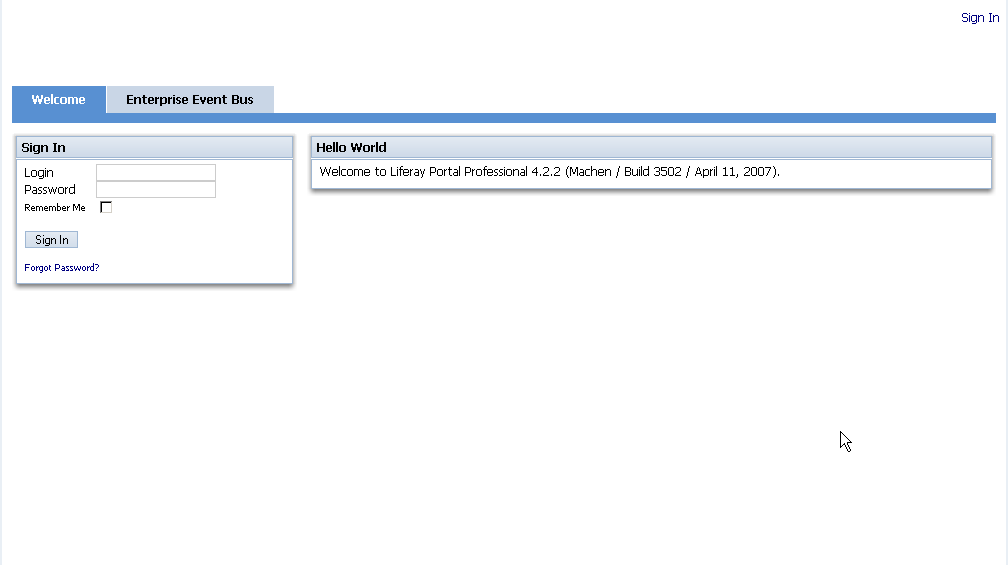 Sign In
Welcome
Enterprise Event Bus
Sign In
Login
Password
Remember Me
Sign In
Forgot Password?
Hello World
Welcome to Liferay Portal Professional 4.2.2 (Machen / Build 3502 / April 11, 2007).